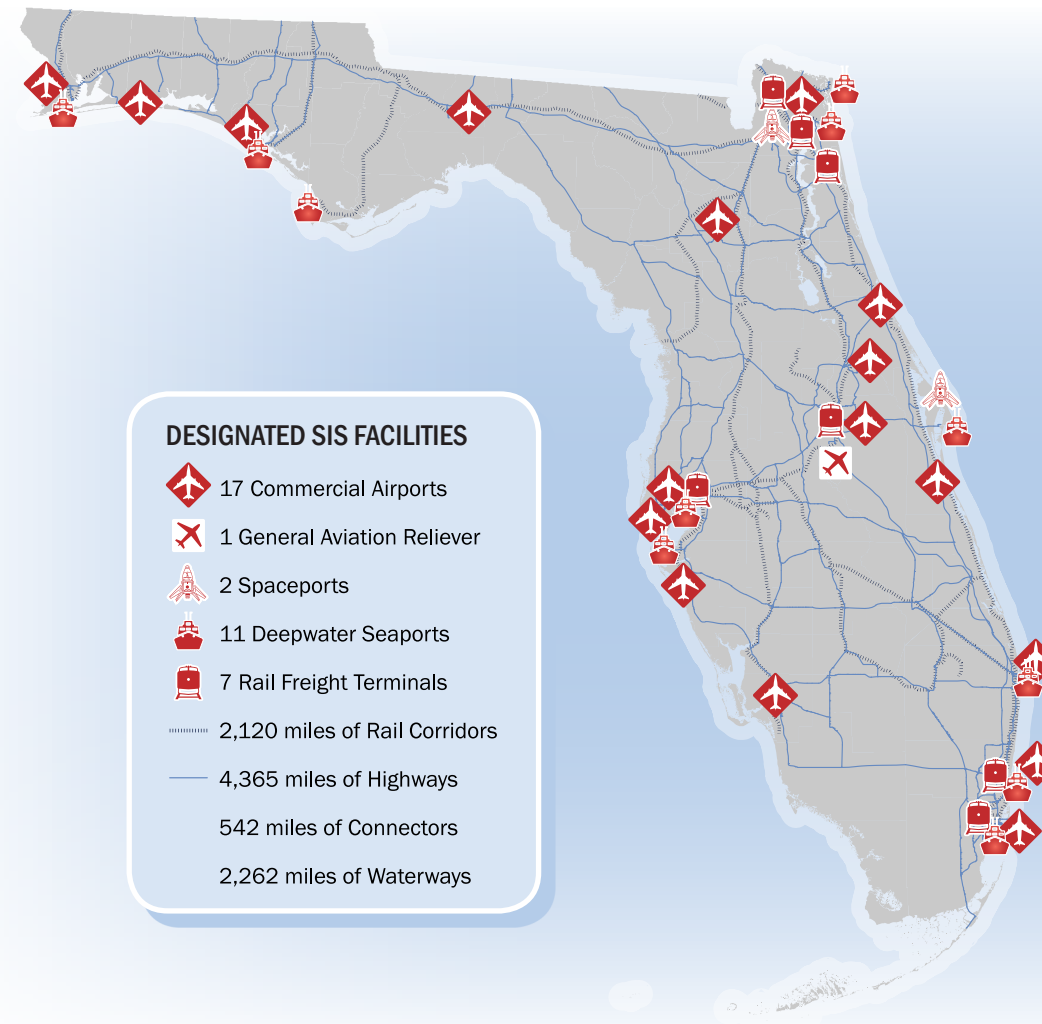 DESIGNATED SIS FACILITIES
17 Commercial Airports
1 General Aviation Reliever
2 Spaceports
11 Deepwater Seaports
7 Rail Freight Terminals
2,120 miles of Rail Corridors
4,365 miles of Highways
542 miles of Connectors
2,262 miles of Waterways